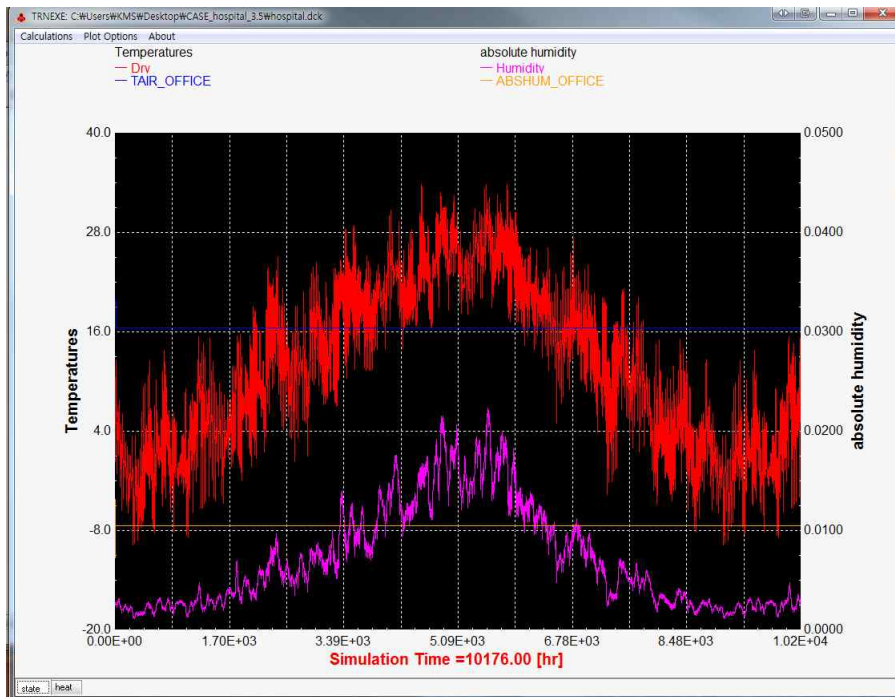 TRNEXE: C:₩Users₩KMS₩Desktop₩CASE_hospital_3.5₩hospital.dck
Calculations Plot Options About
Temperatures
Dry
TAIR_OFFICE
absolute humidity
Humidity
ABSHUM_OFFICE
40.0
28.0
16.0
4.0
-8.0
-20.0
Temperatures
0.0500
0.0400
0.0300
0.0200
0.0100
0.0000
absolute humidity
0.00E+00 1.70E+03 3.39E+03 5.09E+03 6.78E+03 8.48E+03 1.02E+04
Simulation Time =10176.00 [hr]
state heat